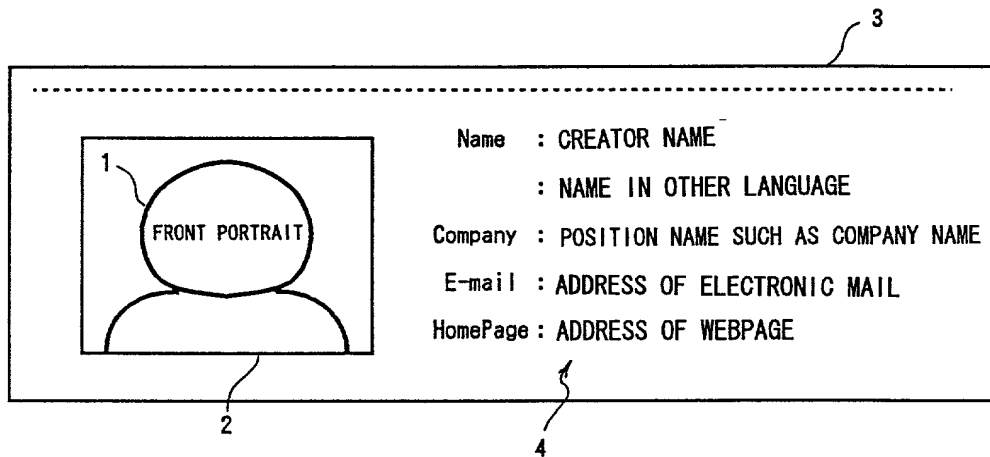 3
Name : CREATOR NAME
1
: NAME IN OTHER LANGUAGE
FRONT PORTRAIT
Company : POSITION NAME SUCH AS COMPANY NAME
E-mail : ADDRESS OF ELECTRONIC MAIL
HomePage : ADDRESS OF WEBPAGE
2
4